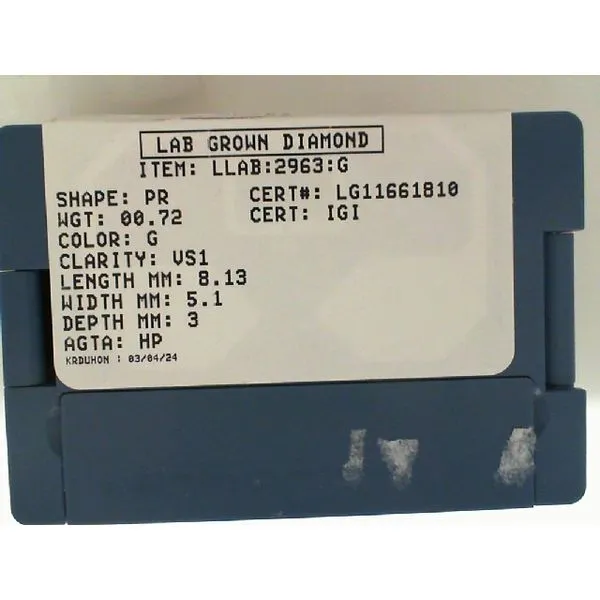 LAB GROWN DIAMOND
ITEM: LLAB:2963:G
SHAPE: PR CERT#: LG11661810
WGT: 00.72 CERT: IGI
COLOR: G
CLARITY: VS1
LENGTH MM: 8.13
WIDTH MM: 5.1
DEPTH MM: 3
AGTA: HP
KRDUHON : 03/04/24